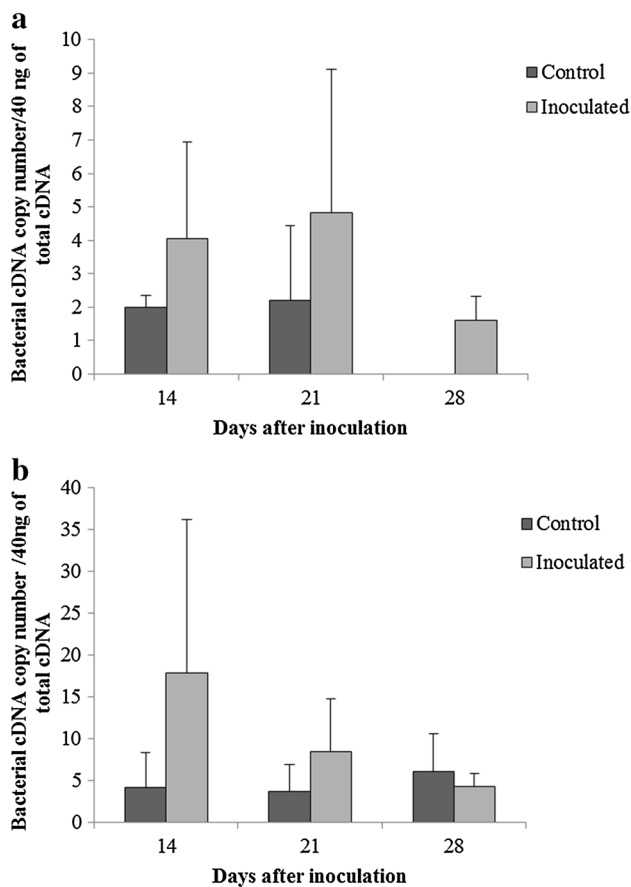 a
Bacterial cDNA copy number/40 ng of
total cDNA
10
9
8
7
6
5
4
3
2
1
0
14
21
28
Days after inoculation
Control
Inoculated
b
Bacterial cDNA copy number /40ng of
total cDNA
40
35
30
25
20
15
10
5
0
14
21
28
Days after inoculation
Control
Inoculated